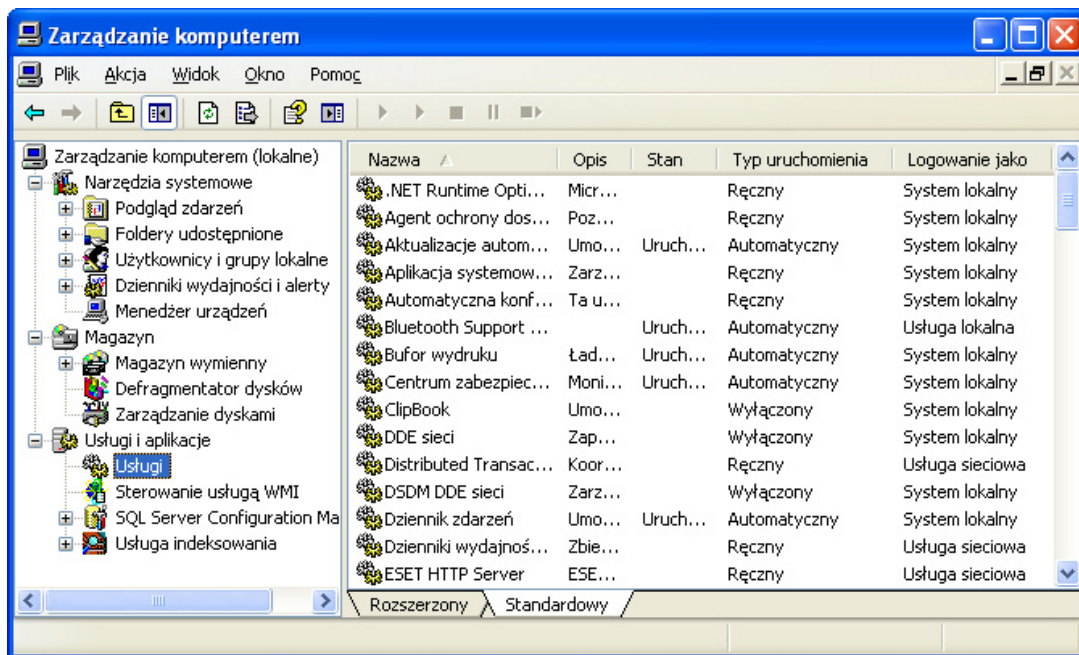 Zarządzanie komputerem
Plik Akcja Widok Okno Pomoc
Zarządzanie komputerem (lokalne)
Narzędzia systemowe
Podgląd zdarzeń
Foldery udostępnione
Użytkownicy i grupy lokalne
Dzienniki wydajności i alerty
Menedżer urządzeń
Magazyn
Magazyn wymienny
Defragmentator dysków
Zarządzanie dyskami
Usługi i aplikacje
Usługi
Sterowanie usługą WMI
SQL Server Configuration Ma
Usługa indeksowania
Nazwa Opis Stan Typ uruchomienia Logowanie jako
.NET Runtime Opti... Micr... Ręczny System lokalny
Agent ochrony dos... Poz... Ręczny System lokalny
Aktualizacje autom... Umo... Uruch... Automatyczny System lokalny
Aplikacja systemow... Zarz... Ręczny System lokalny
Automatyczna konf... Ta u... Ręczny System lokalny
Bluetooth Support ... Uruch... Automatyczny Usługa lokalna
Bufor wydruku Ład... Uruch... Automatyczny System lokalny
Centrum zabezpiec... Moni... Uruch... Automatyczny System lokalny
ClipBook Umo... Wyłączony System lokalny
DDE sieci Zap... Wyłączony System lokalny
Distributed Transac... Koor... Ręczny Usługa sieciowa
DSDM DDE sieci Zarz... Wyłączony System lokalny
Dziennik zdarzeń Umo... Uruch... Automatyczny System lokalny
Dzienniki wydajnoś... Zbie... Ręczny Usługa sieciowa
ESET HTTP Server ESE... Ręczny Usługa sieciowa
Rozszerzony Standardowy